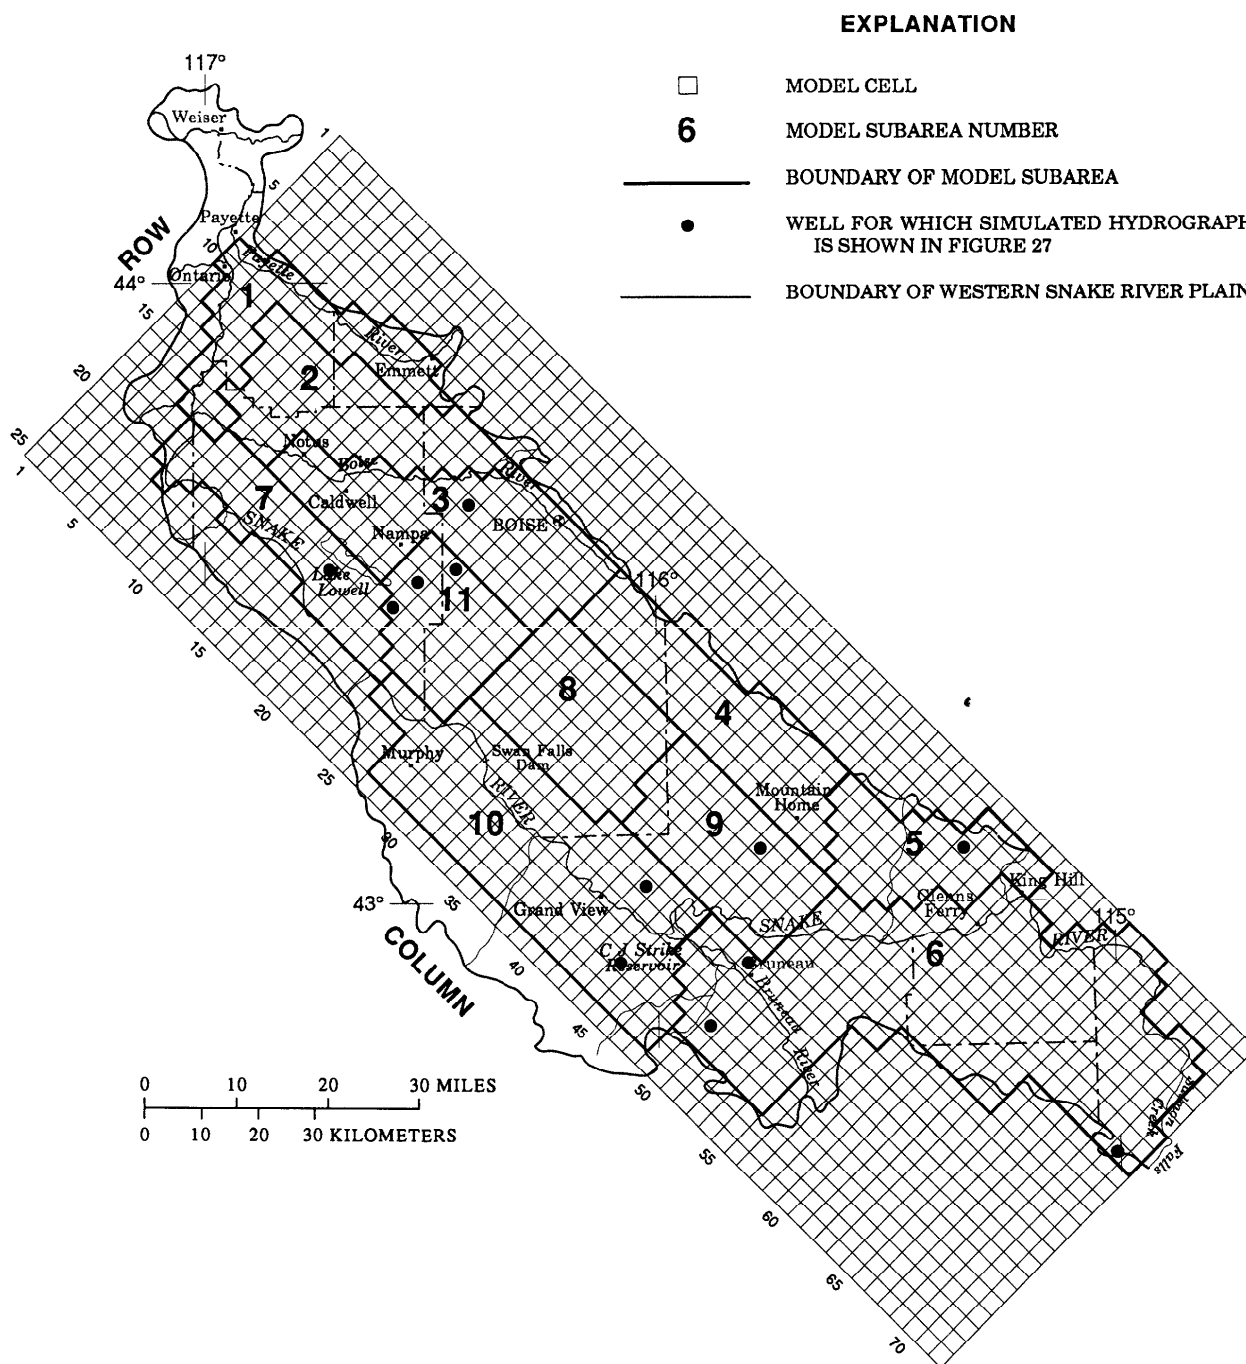 EXPLANATION
MODEL CELL
6 MODEL SUBAREA NUMBER
BOUNDARY OF MODEL SUBAREA
WELL FOR WHICH SIMULATED HYDROGRAPH
IS SHOWN IN FIGURE 27
BOUNDARY OF WESTERN SNAKE RIVER PLAIN
117°
Weiser
1
5
Payette
ROW
10
Payette
Ontario
44°
1
15
River
20
2
Emmett
25
1
Notus
Boise
River
7
Caldwell
3
5
SNAKE
Nampa
BOISE
Lake
Lowell
116°
10
11
15
8
4
20
Murphy
Swan Falls
Dam
25
RIVER
Mountain
Home
10
9
30
5
King Hill
43°
35
Grand View
Glenns
Ferry
115°
SNAKE
RIVER
COLUMN
C J Strike
Reservoir
6
40
Bruneau
Bruneau
River
45
50
Salmon
Falls
Creek
55
60
65
70
0 10 20 30 MILES
0 10 20 30 KILOMETERS